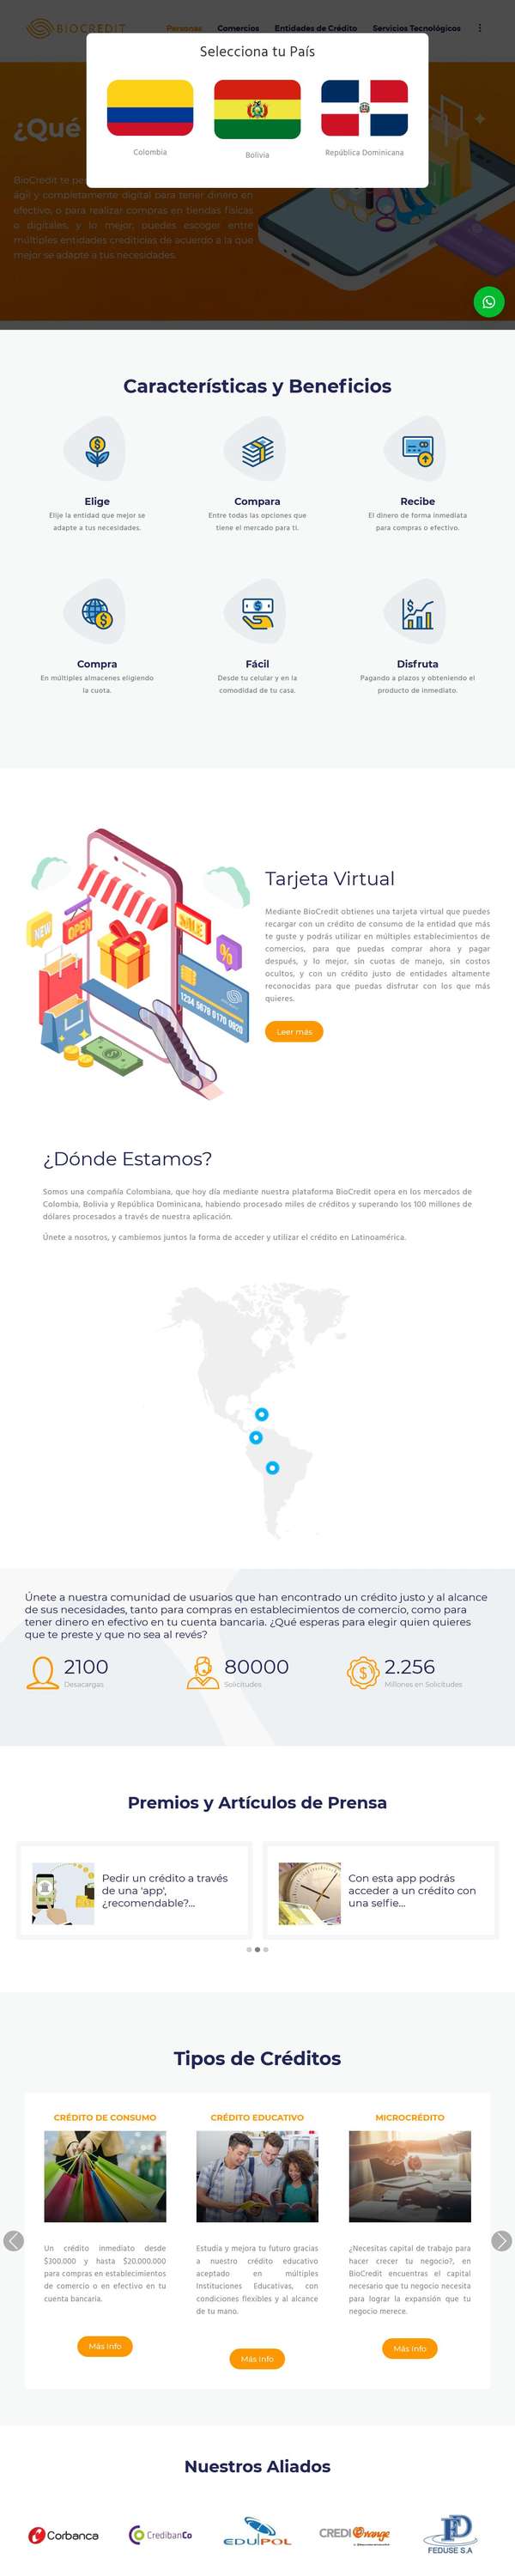 BIOCREDIT
Personas Comercios Entidades de Crédito Servicios Tecnológicos
Selecciona tu País
Colombia
Bolivia
República Dominicana
¿Qué
BioCredit te pe
ágil y completamente digital para tener dinero en
efectivo, o para realizar compras en tiendas físicas
o digitales, y lo mejor, puedes escoger entre
múltiples entidades crediticias de acuerdo a la que
mejor se adapte a tus necesidades.
Características y Beneficios
Elige
Elije la entidad que mejor se
adapte a tus necesidades.
Compara
Entre todas las opciones que
tiene el mercado para ti.
Recibe
El dinero de forma inmediata
para compras o efectivo.
Compra
En múltiples almacenes eligiendo
la cuota.
Fácil
Desde tu celular y en la
comodidad de tu casa.
Disfruta
Pagando a plazos y obteniendo el
producto de inmediato.
NEW
OPEN
SALE
%
1234 5678 0170 0620
Tarjeta Virtual
Mediante BioCredit obtienes una tarjeta virtual que puedes
recargar con un crédito de consumo de la entidad que más
te guste y podrás utilizar en múltiples establecimientos de
comercios, para que puedas comprar ahora y pagar
después, y lo mejor, sin cuotas de manejo, sin costos
ocultos, y con un crédito justo de entidades altamente
reconocidas para que puedas disfrutar con los que más
quieres.
Leer más
¿Dónde Estamos?
Somos una compañía Colombiana, que hoy día mediante nuestra plataforma BioCredit opera en los mercados de
Colombia, Bolivia y República Dominicana, habiendo procesado miles de créditos y superando los 100 millones de
dólares procesados a través de nuestra aplicación.
Únete a nosotros, y cambiemos juntos la forma de acceder y utilizar el crédito en Latinoamérica.
Únete a nuestra comunidad de usuarios que han encontrado un crédito justo y al alcance
de sus necesidades, tanto para compras en establecimientos de comercio, como para
tener dinero en efectivo en tu cuenta bancaria. ¿Qué esperas para elegir quien quieres
que te preste y que no sea al revés?
2100
Desacargas
80000
Solicitudes
2.256
Millones en Solicitudes
Premios y Artículos de Prensa
Pedir un crédito a través
de una 'app',
¿recomendable?...
Con esta app podrás
acceder a un crédito con
una selfie...
Tipos de Créditos
CRÉDITO DE CONSUMO
Un crédito inmediato desde
$300.000 y hasta $20.000.000
para compras en establecimientos
de comercio o en efectivo en tu
cuenta bancaria.
Más Info
CRÉDITO EDUCATIVO
Estudia y mejora tu futuro gracias
a nuestro crédito educativo
aceptado en múltiples
Instituciones Educativas, con
condiciones flexibles y al alcance
de tu mano.
Más Info
MICROCRÉDITO
¿Necesitas capital de trabajo para
hacer crecer tu negocio?, en
BioCredit encuentras el capital
necesario que tu negocio necesita
para lograr la expansión que tu
negocio merece.
Más Info
Nuestros Aliados
Corbanca
CredibanCo
EDUPOL
CREDI Orange
FEDUSE S.A